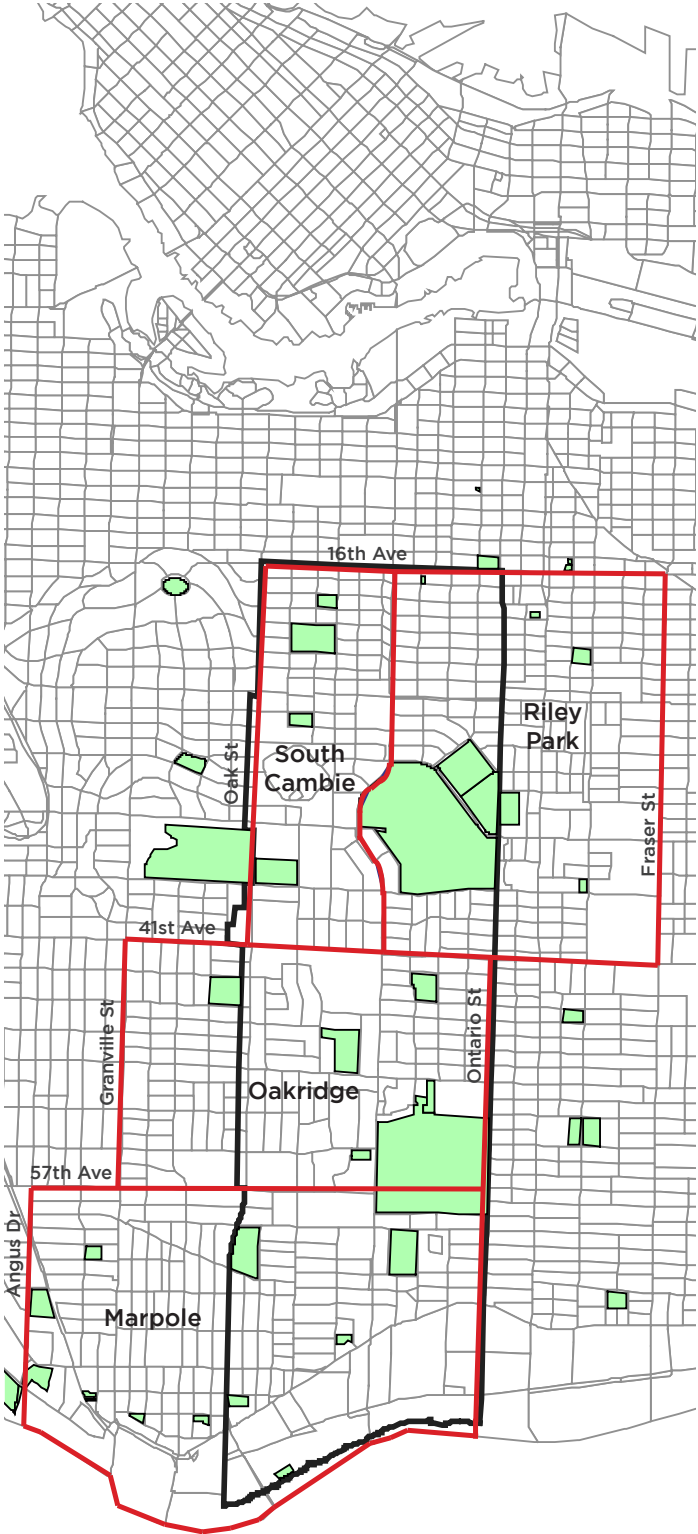 16th Ave
Riley
Park
South
Cambie
Oak St
Fraser St
41st Ave
Granville St
Ontario St
Oakridge
57th Ave
Angus Dr
Marpole